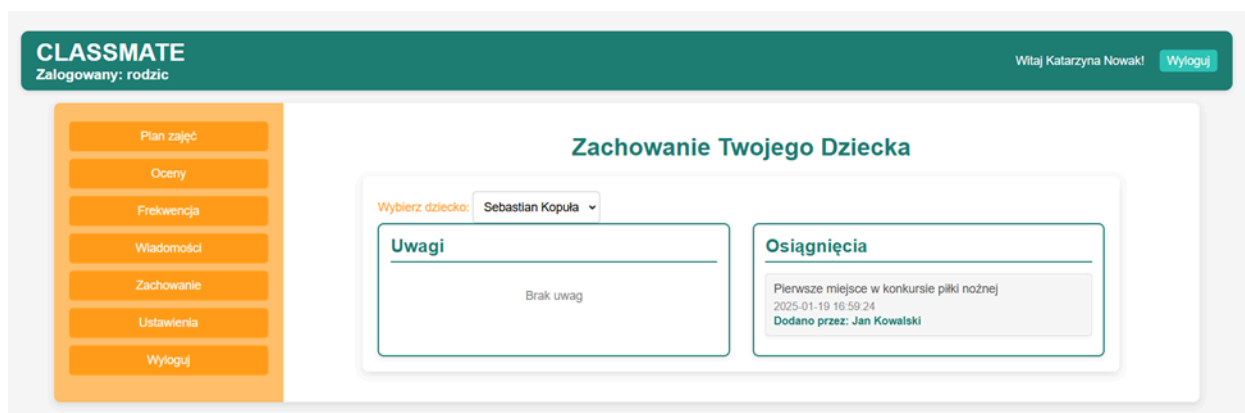 CLASSMATE
Zalogowany: rodzic
Witaj Katarzyna Nowak!
Wyloguj
Plan zajęć
Oceny
Frekwencja
Wiadomości
Zachowanie
Ustawienia
Wyloguj
Zachowanie Twojego Dziecka
Wybierz dziecko: Sebastian Kopuła
Uwagi
Brak uwag
Osiągnięcia
Pierwsze miejsce w konkursie piłki nożnej
2025-01-19 16:59:24
Dodano przez: Jan Kowalski